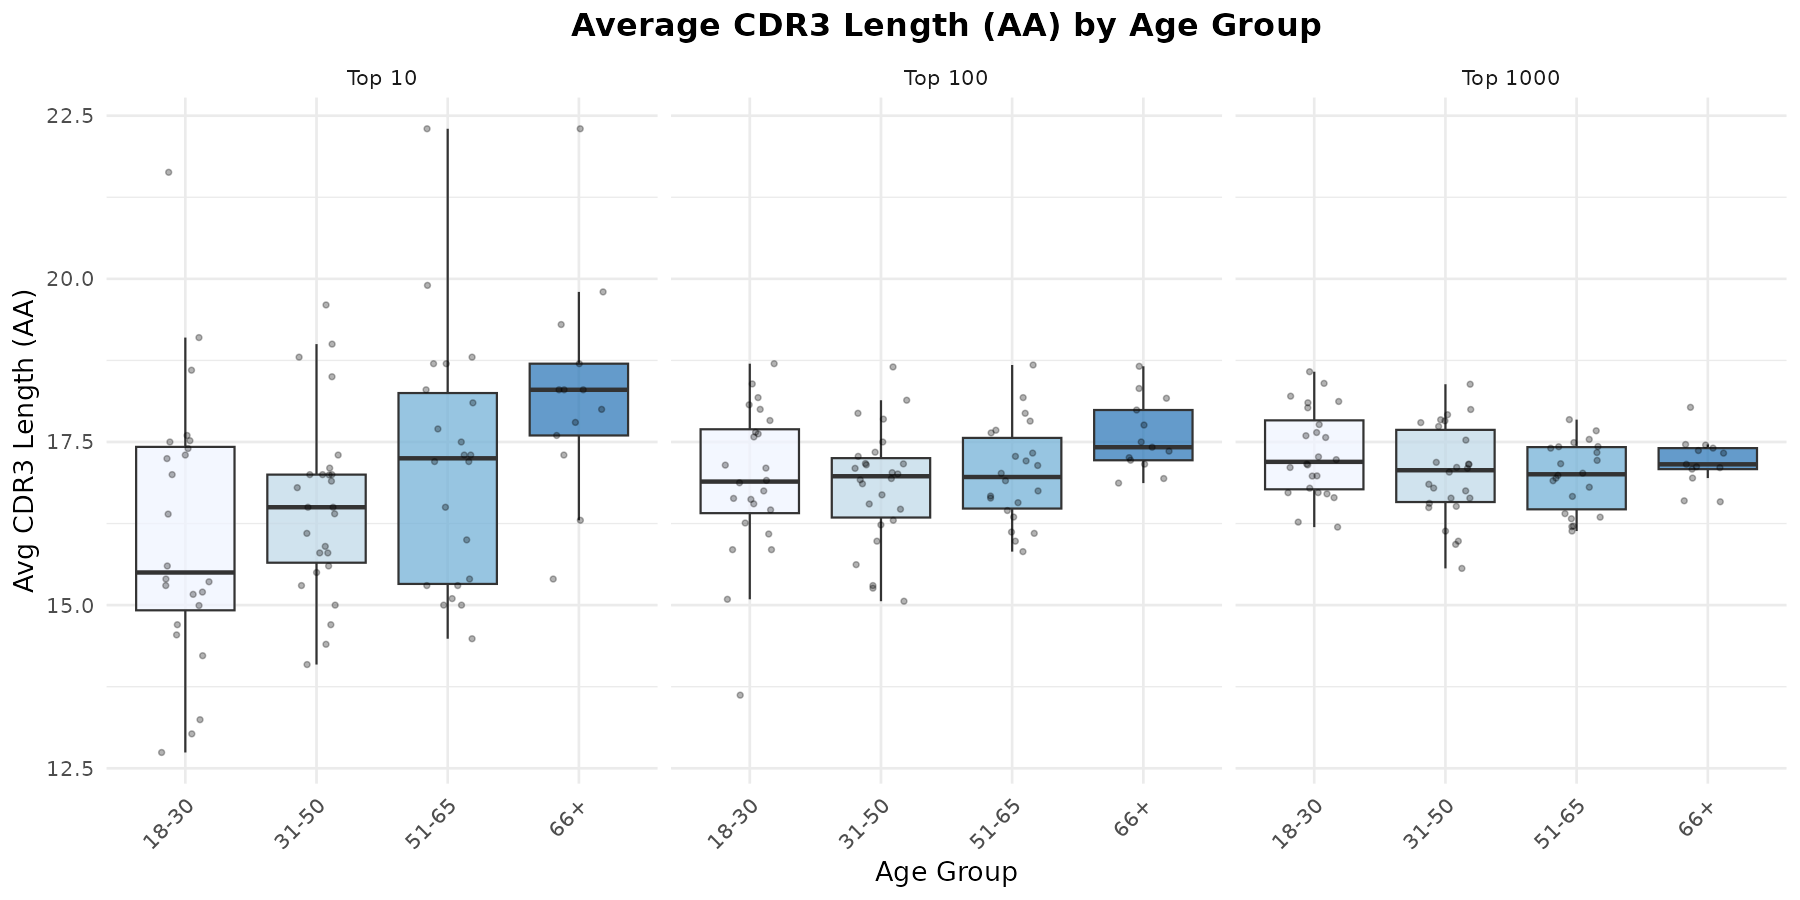 Average CDR3 Length (AA) by Age Group
Top 10
Top 100
Top 1000
Avg CDR3 Length (AA)
22.5
20.0
17.5
15.0
12.5
18-30
31-50
51-65
66+
18-30
31-50
51-65
66+
18-30
31-50
51-65
66+
Age Group